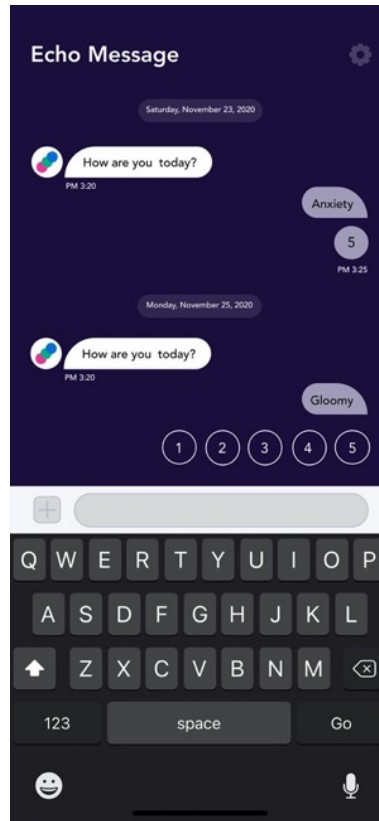 Echo Message
Saturday, November 23, 2020
How are you today?
PM 3:20
Anxiety
5
PM 3:25
Monday, November 25, 2020
How are you today?
PM 3:20
Gloomy
1 2 3 4 5
Q W E R T Y U I O P
A S D F G H J K L
Z X C V B N M
123 space Go